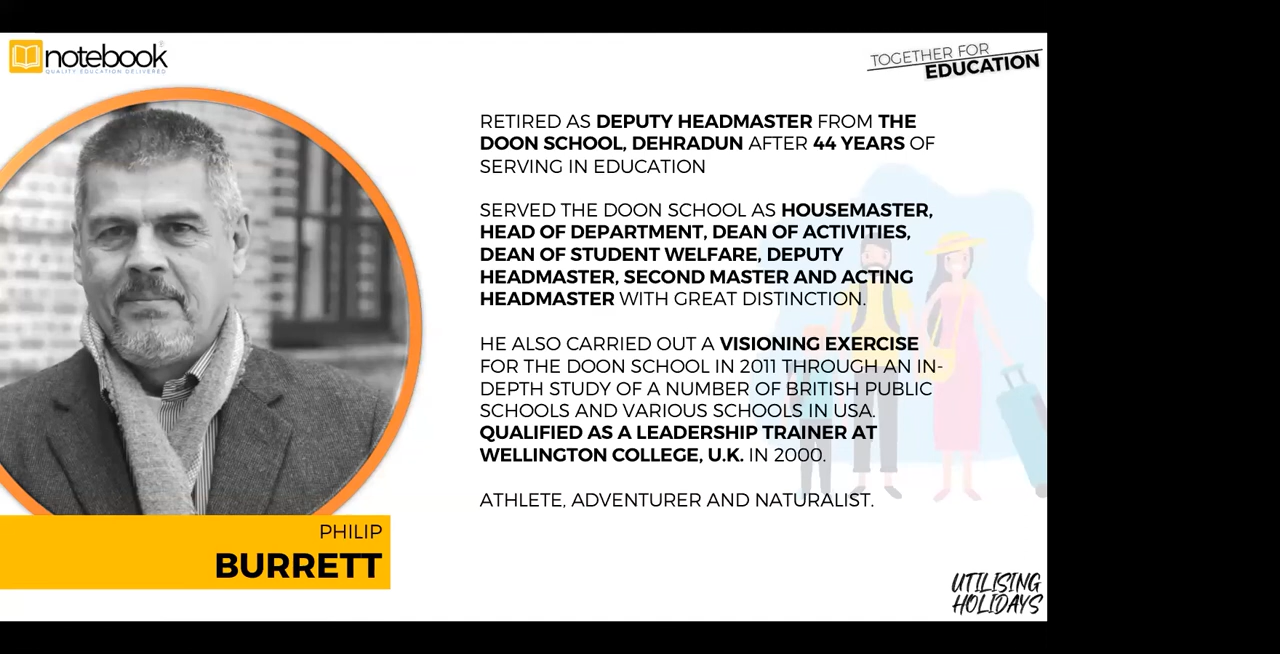 notebook
QUALITY EDUCATION DELIVERED
TOGETHER FOR
EDUCATION
RETIRED AS DEPUTY HEADMASTER FROM THE
DOON SCHOOL, DEHRADUN AFTER 44 YEARS OF
SERVING IN EDUCATION
SERVED THE DOON SCHOOL AS HOUSEMASTER,
HEAD OF DEPARTMENT, DEAN OF ACTIVITIES,
DEAN OF STUDENT WELFARE, DEPUTY
HEADMASTER, SECOND MASTER AND ACTING
HEADMASTER WITH GREAT DISTINCTION.
HE ALSO CARRIED OUT A VISIONING EXERCISE
FOR THE DOON SCHOOL IN 2011 THROUGH AN IN-
DEPTH STUDY OF A NUMBER OF BRITISH PUBLIC
SCHOOLS AND VARIOUS SCHOOLS IN USA.
QUALIFIED AS A LEADERSHIP TRAINER AT
WELLINGTON COLLEGE, U.K. IN 2000.
ATHLETE, ADVENTURER AND NATURALIST.
PHILIP
BURRETT
UTILISING
HOLIDAYS